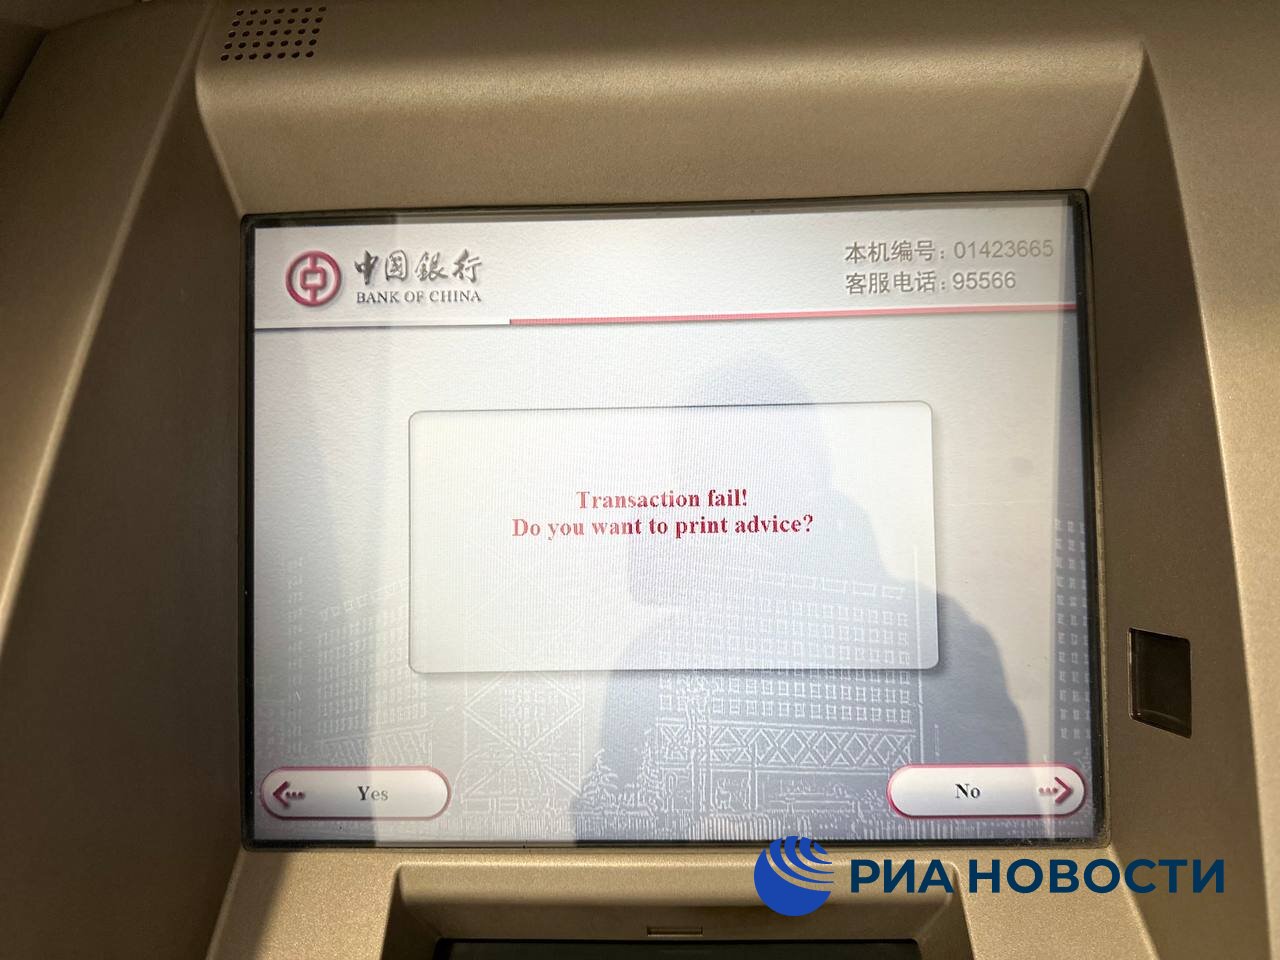 中国銀行
BANK OF CHINA
本机编号: 01423665
客服电话: 95566
Transaction fail!
Do you want to print advice?
Yes
No
РИА НОВОСТИ